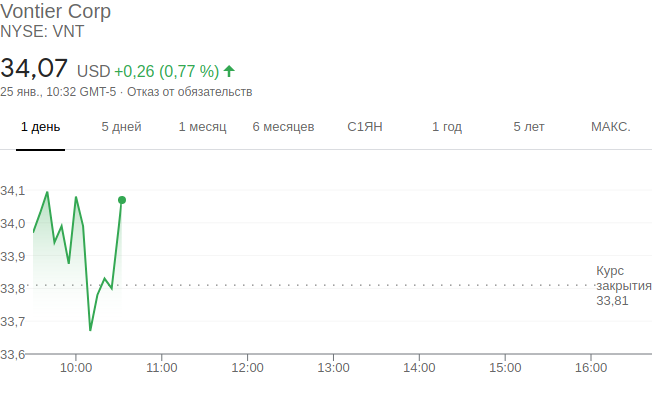 Vontier Corp
NYSE: VNT
34,07 USD +0,26 (0,77 %)
25 янв., 10:32 GMT-5 · Отказ от обязательств
1 день 5 дней 1 месяц 6 месяцев С1ЯН 1 год 5 лет МАКС.
34,1
34,0
33,9
33,8
33,7
33,6
Курс
закрытия
33,81
10:00 11:00 12:00 13:00 14:00 15:00 16:00